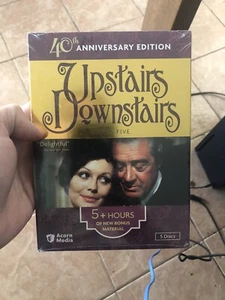 40th ANNIVERSARY EDITION
Upstairs
Downstairs
FIVE
"Delightful"
5+ HOURS
OF NEW BONUS
MATERIAL
Acorn
Media
5 Discs